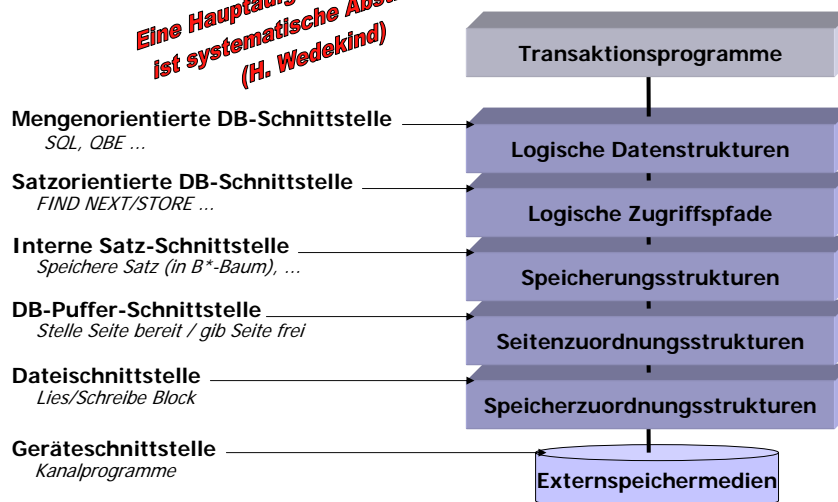 Eine
ist systematische
(H. Wedekind)
Transaktionsprogramme
Mengenorientierte DB-Schnittstelle
SQL, QBE ...
Logische Datenstrukturen
Satzorientierte DB-Schnittstelle
FIND NEXT/STORE ...
Logische Zugriffspfade
Interne Satz-Schnittstelle
Speichere Satz (in B*-Baum), ...
Speicherungsstrukturen
DB-Puffer-Schnittstelle
Stelle Seite bereit / gib Seite frei
Seitenzuordnungsstrukturen
Dateischnittstelle
Lies/Schreibe Block
Speicherzuordnungsstrukturen
Geräteschnittstelle
Kanalprogramme
Externspeichermedien